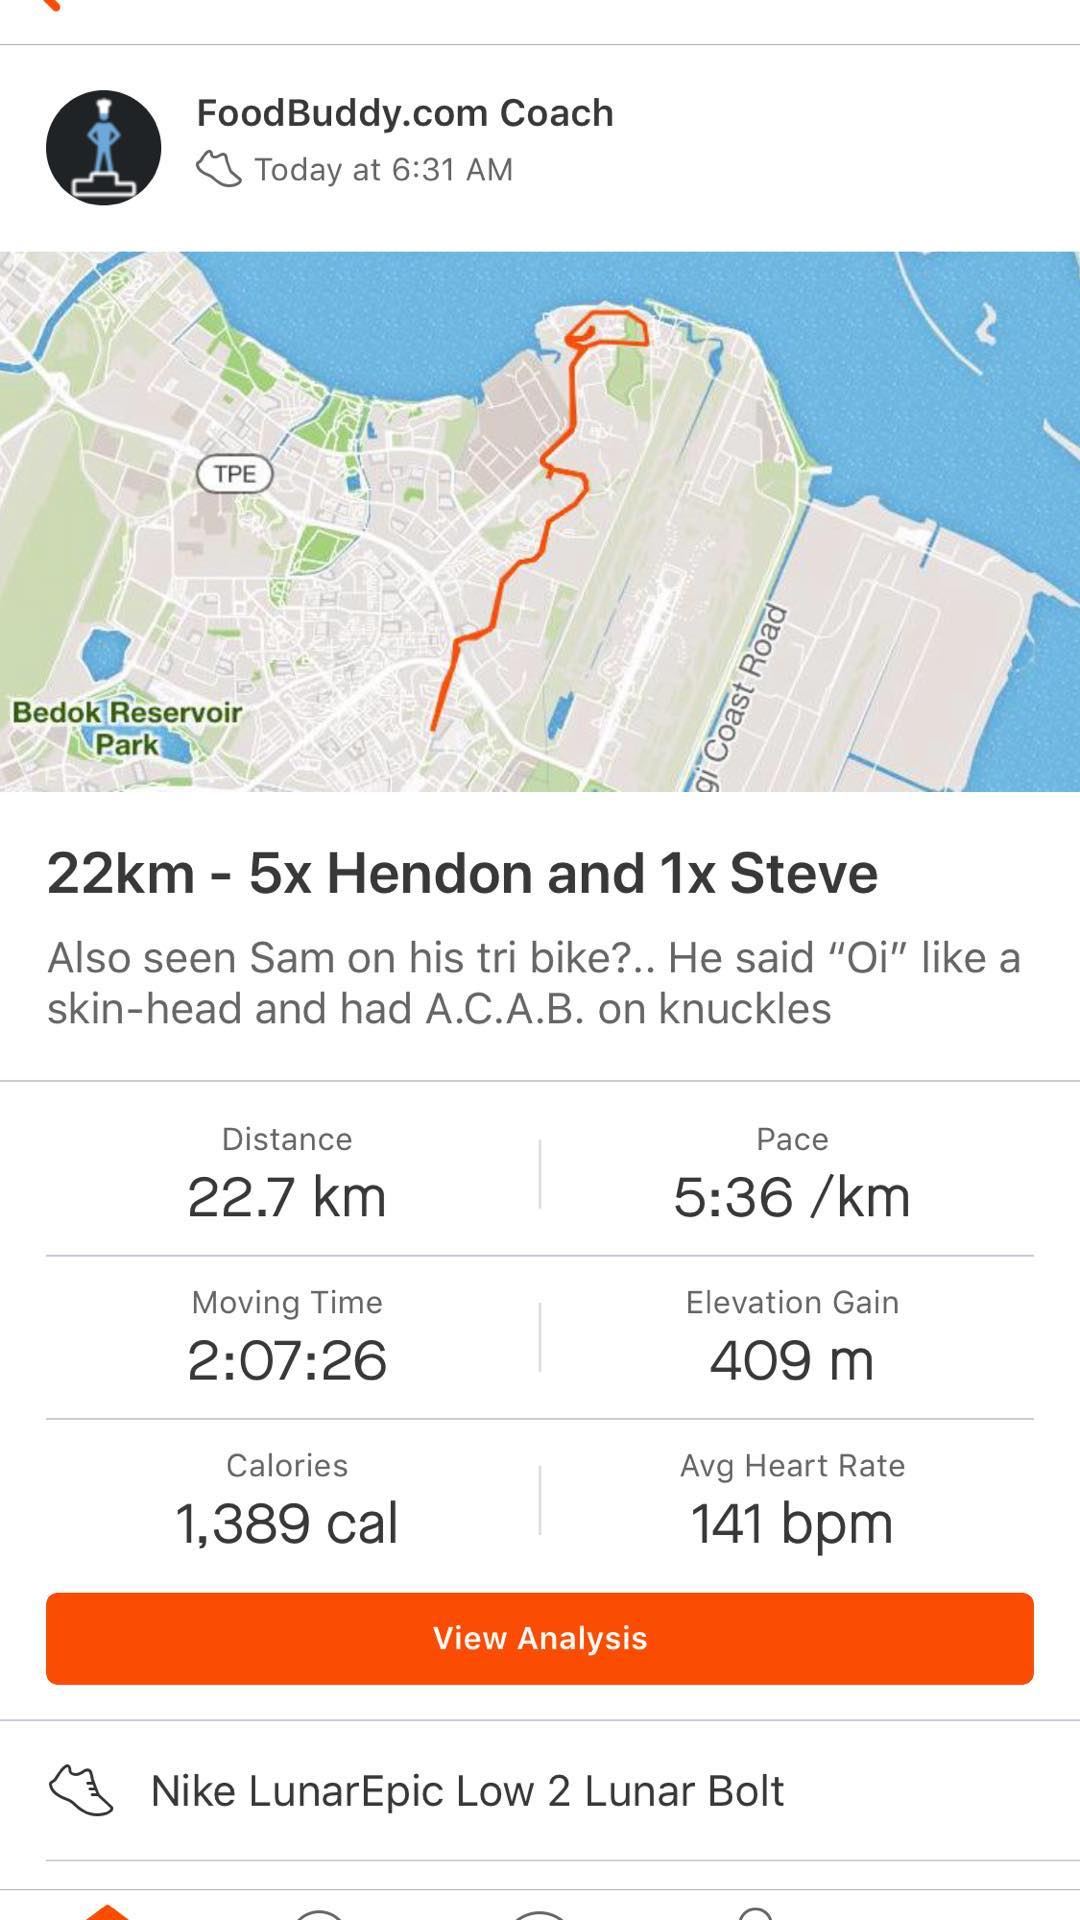 FoodBuddy.com Coach
Today at 6:31 AM
TPE
Bedok Reservoir
Park
gi Coast Road
22km - 5x Hendon and 1x Steve
Also seen Sam on his tri bike?.. He said “Oi” like a
skin-head and had A.C.A.B. on knuckles
Distance
22.7 km
Pace
5:36 /km
Moving Time
2:07:26
Elevation Gain
409 m
Calories
1,389 cal
Avg Heart Rate
141 bpm
View Analysis
Nike LunarEpic Low 2 Lunar Bolt